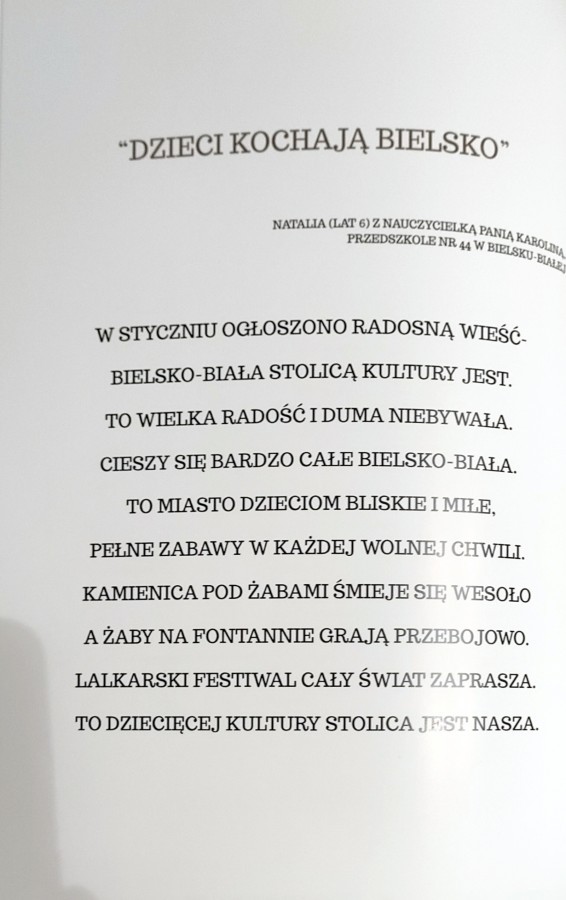 “DZIECI KOCHAJĄ BIELSKO”
NATALIA (LAT 6) Z NAUCZYCIELKĄ PANIĄ KAROLINĄ.
PRZEDSZKOLE NR 44 W BIELSKU-BIAŁEJ
W STYCZNIU OGŁOSZONO RADOSNĄ WIEŚĆ-
BIELSKO-BIAŁA STOLICĄ KULTURY JEST.
TO WIELKA RADOŚĆ I DUMA NIEBYWAŁA.
CIESZY SIĘ BARDZO CAŁE BIELSKO-BIAŁA.
TO MIASTO DZIECIOM BLISKIE I MIŁE,
PEŁNE ZABAWY W KAŻDEJ WOLNEJ CHWILI.
KAMIENICA POD ŻABAMI ŚMIEJE SIĘ WESOŁO
A ŻABY NA FONTANNIE GRAJĄ PRZEBOJOWO.
LALKARSKI FESTIWAL CAŁY ŚWIAT ZAPRASZA.
TO DZIECIĘCEJ KULTURY STOLICA JEST NASZA.